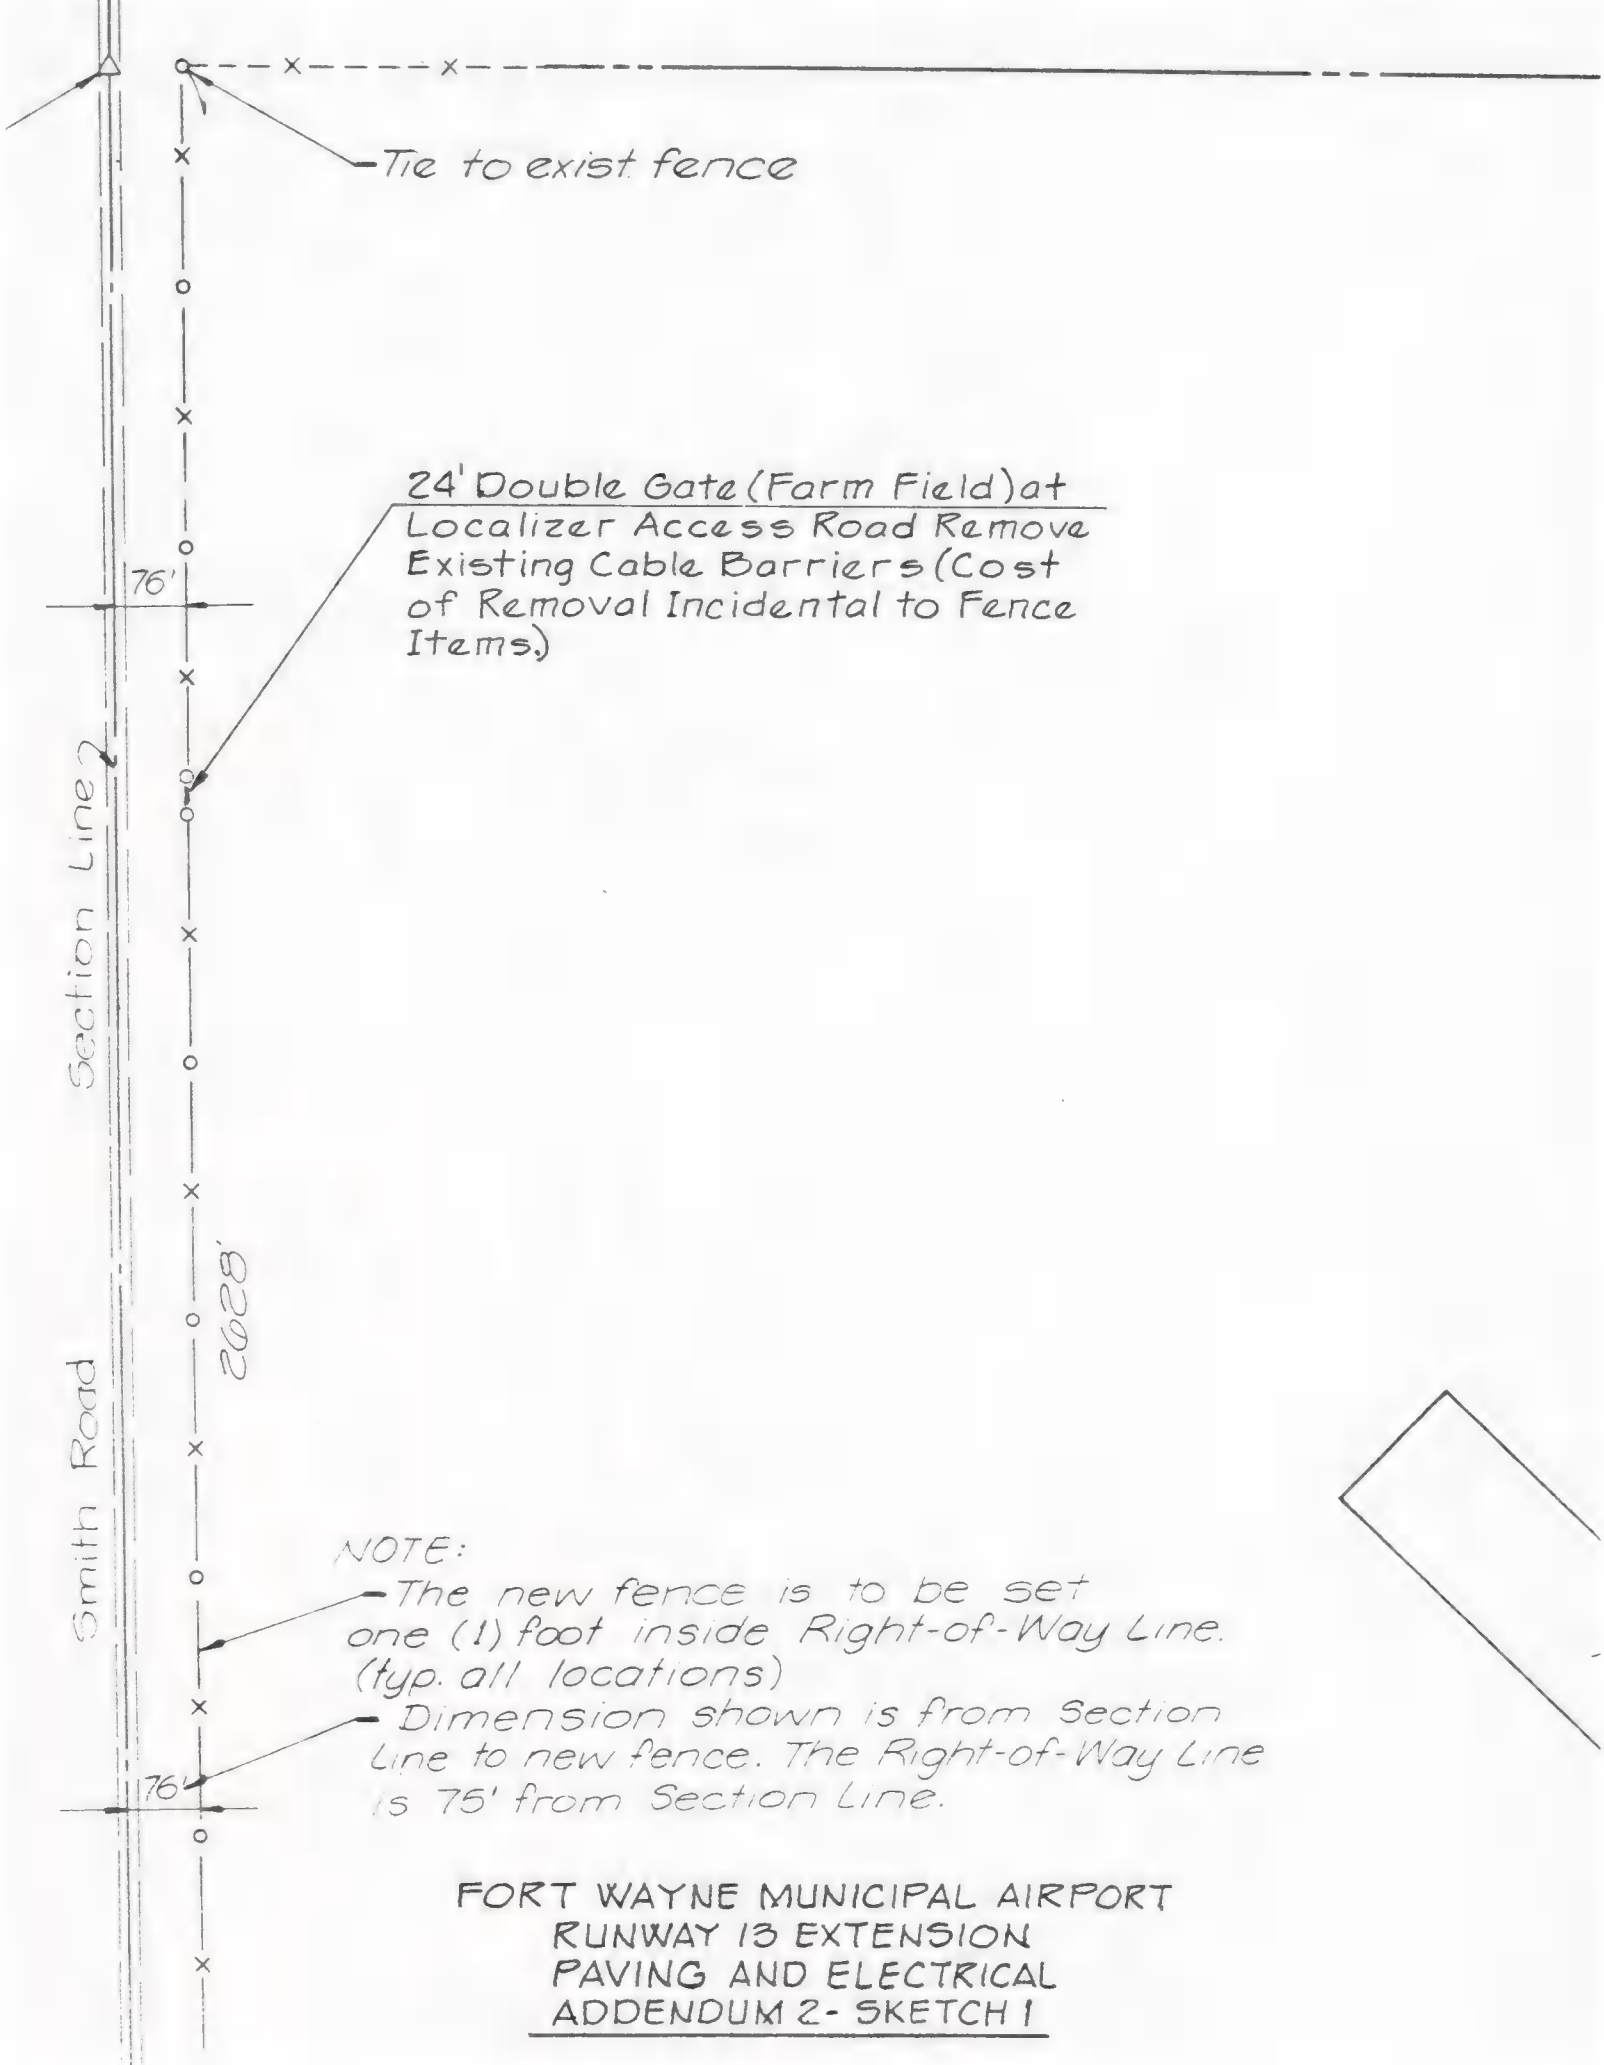 Tie to exist fence
24' Double Gate (Farm Field) at
Localizer Access Road Remove
Existing Cable Barriers (Cost
of Removal Incidental to Fence
Items.)
76'
Section Line
2628'
Smith Road
NOTE:
- The new fence is to be set
one (1) foot inside Right-of-Way Line.
(typ. all locations)
- Dimension shown is from Section
Line to new fence. The Right-of-Way Line
is 75' from Section Line.
76'
FORT WAYNE MUNICIPAL AIRPORT
RUNWAY 13 EXTENSION
PAVING AND ELECTRICAL
ADDENDUM 2- SKETCH 1